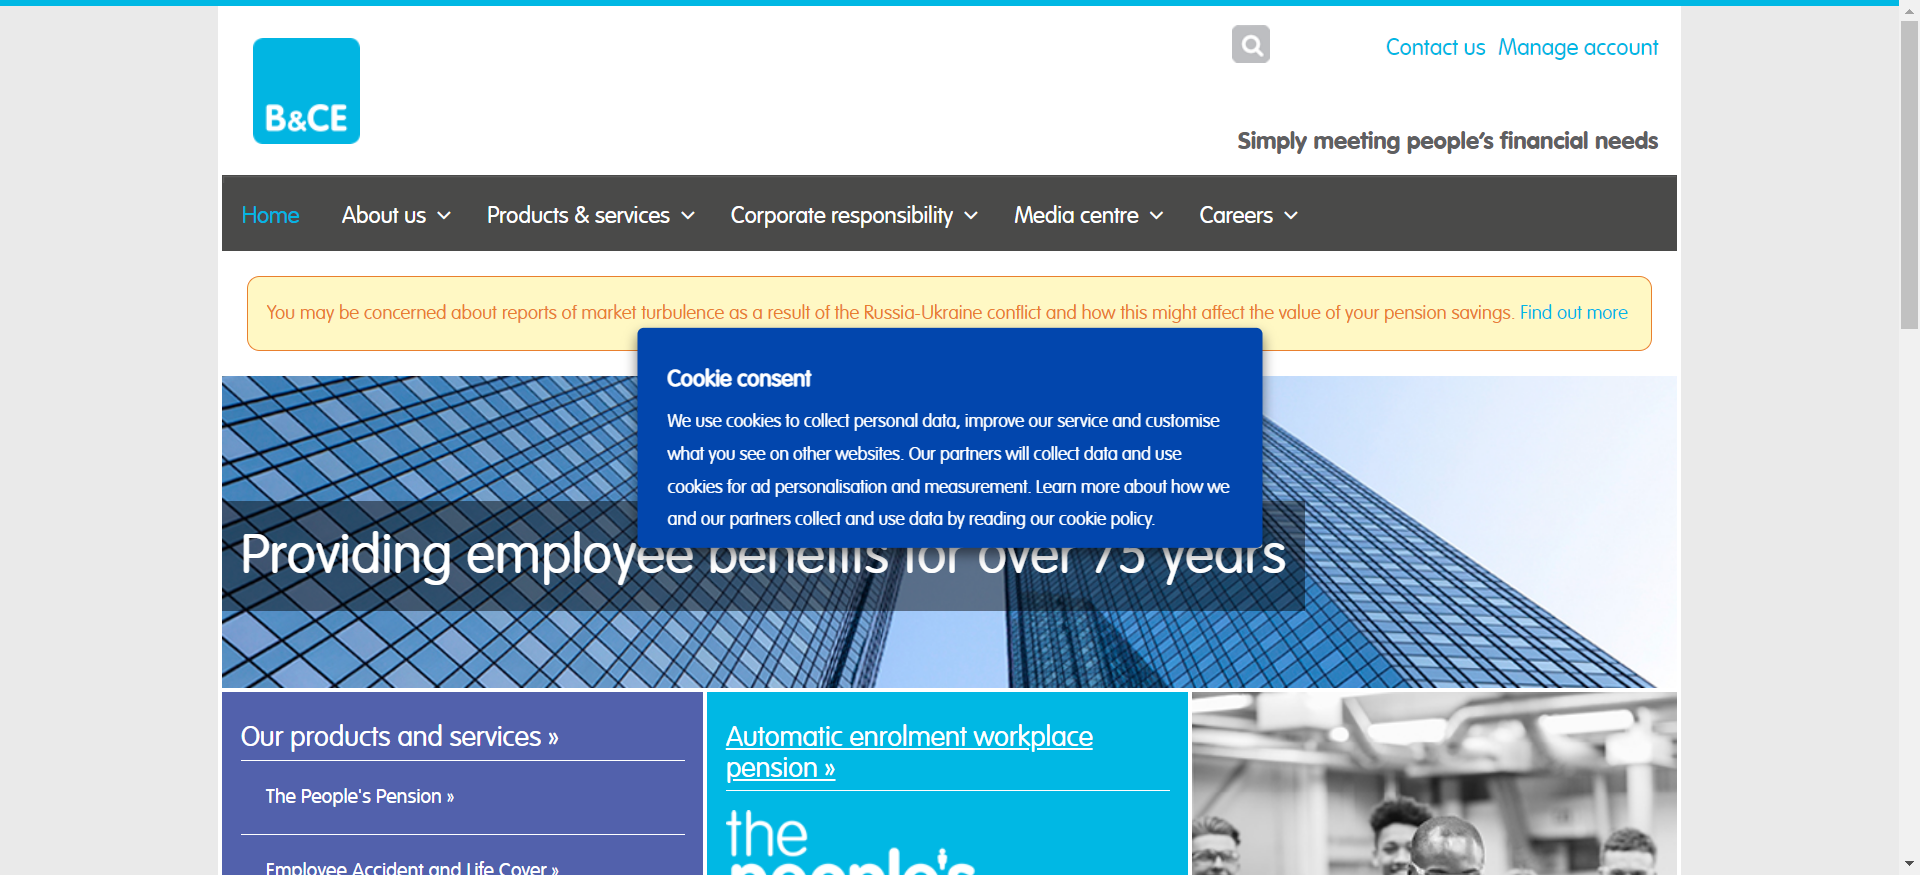 B&CE
Contact us Manage account
Simply meeting people's financial needs
Home About us Products & services Corporate responsibility Media centre Careers
You may be concerned about reports of market turbulence as a result of the Russia-Ukraine conflict and how this might affect the value of your pension savings. Find out more
Cookie consent
We use cookies to collect personal data, improve our service and customise
what you see on other websites. Our partners will collect data and use
cookies for ad personalisation and measurement. Learn more about how we
and our partners collect and use data by reading our cookie policy.
Providing employee benefits for over 75 years
Our products and services »
The People's Pension »
Employee Accident and Life Cover »
Automatic enrolment workplace
pension »
the
people's